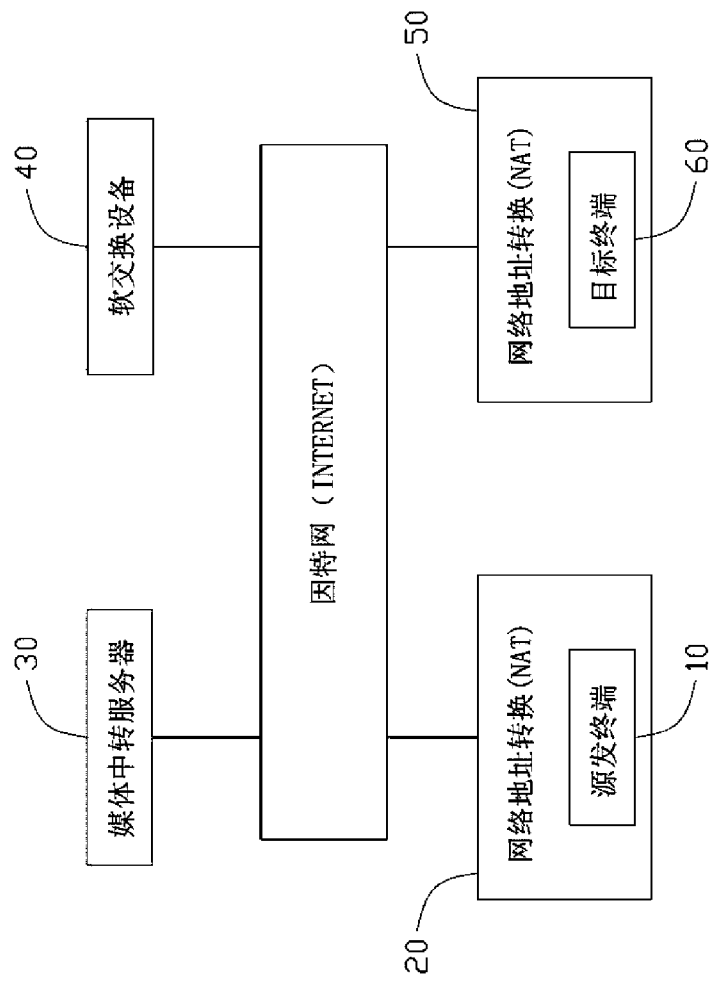 30
媒体中转服务器
40
软交换设备
因特网(INTERNET)
20
网络地址转换(NAT)
源发终端
10
50
网络地址转换(NAT)
目标终端
60